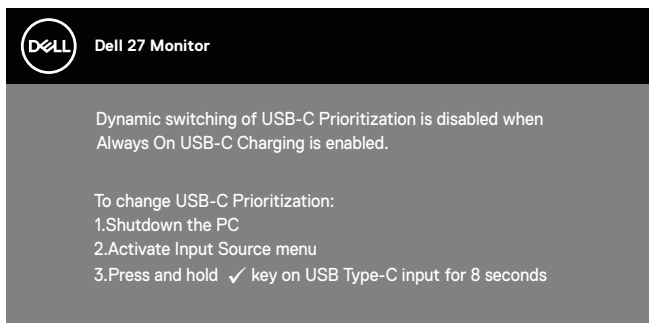 DELL
Dell 27 Monitor
Dynamic switching of USB-C Prioritization is disabled when
Always On USB-C Charging is enabled.
To change USB-C Prioritization:
1.Shutdown the PC
2.Activate Input Source menu
3.Press and hold ✓ key on USB Type-C input for 8 seconds